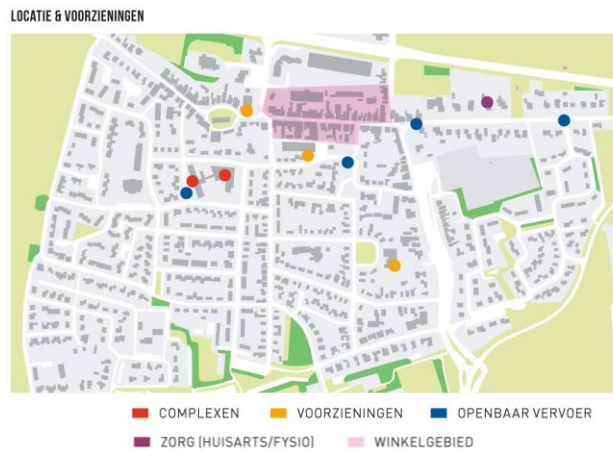 LOCATIE & VOORZIENINGEN
COMPLEXEN VOORZIENINGEN OPENBAAR VERVOER
ZORG (HUISARTS/FYSIO) WINKELGEBIED